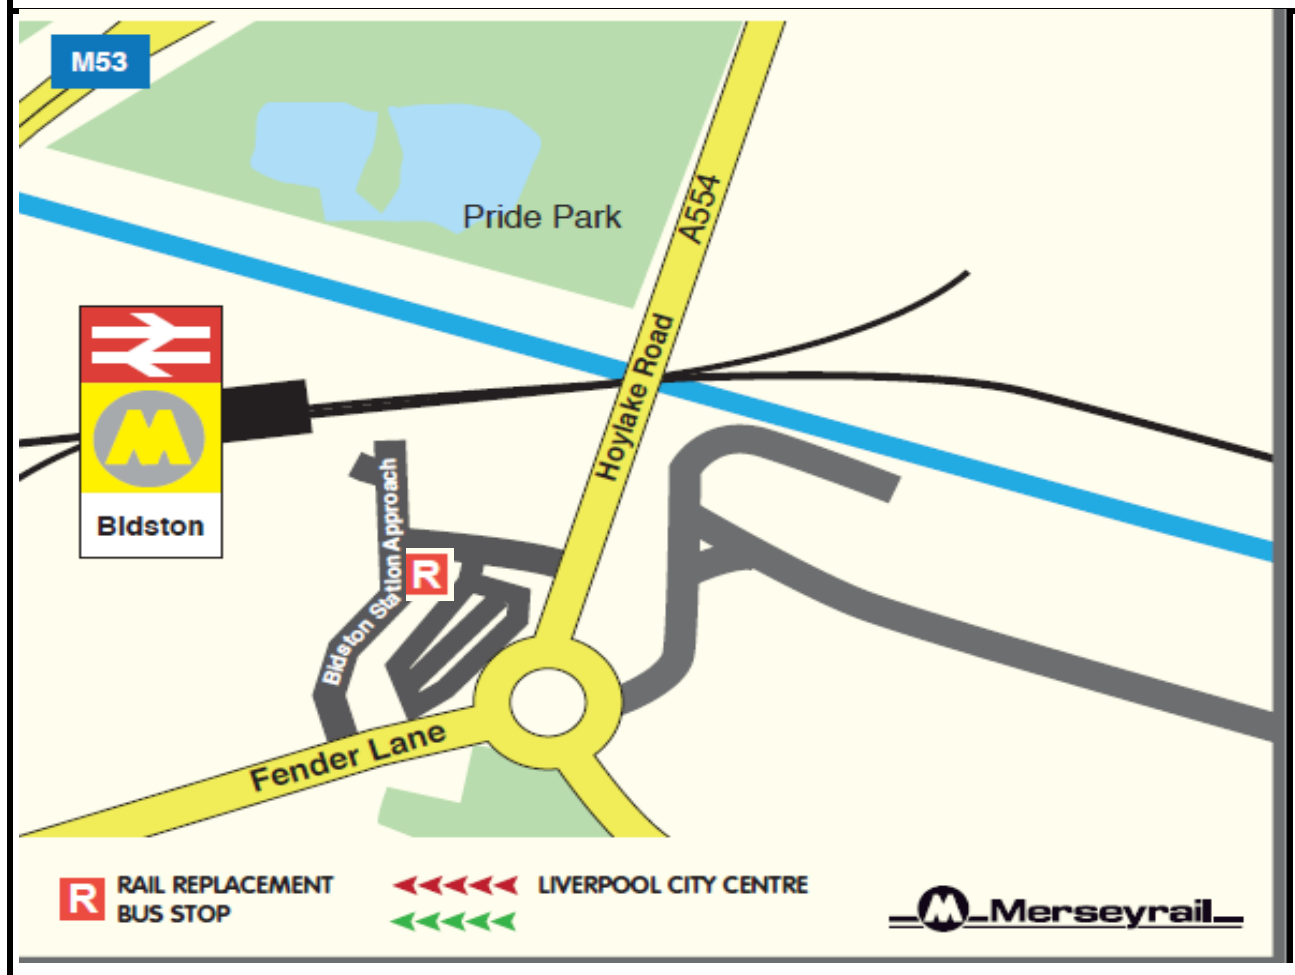 M53
Pride Park
A554
Hoylake Road
Bidston
Bidston Station Approach
R
Fender Lane
R RAIL REPLACEMENT
BUS STOP
LIVERPOOL CITY CENTRE
Merseyrail